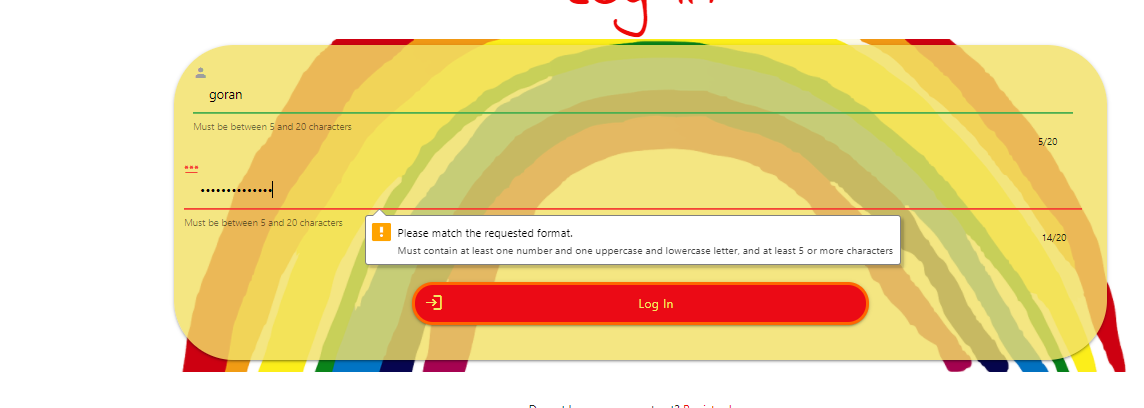 Log In
goran
Must be between 5 and 20 characters
5/20
***
••••••••••••••
Must be between 5 and 20 characters
Please match the requested format.
Must contain at least one number and one uppercase and lowercase letter, and at least 5 or more characters
14/20
Log In